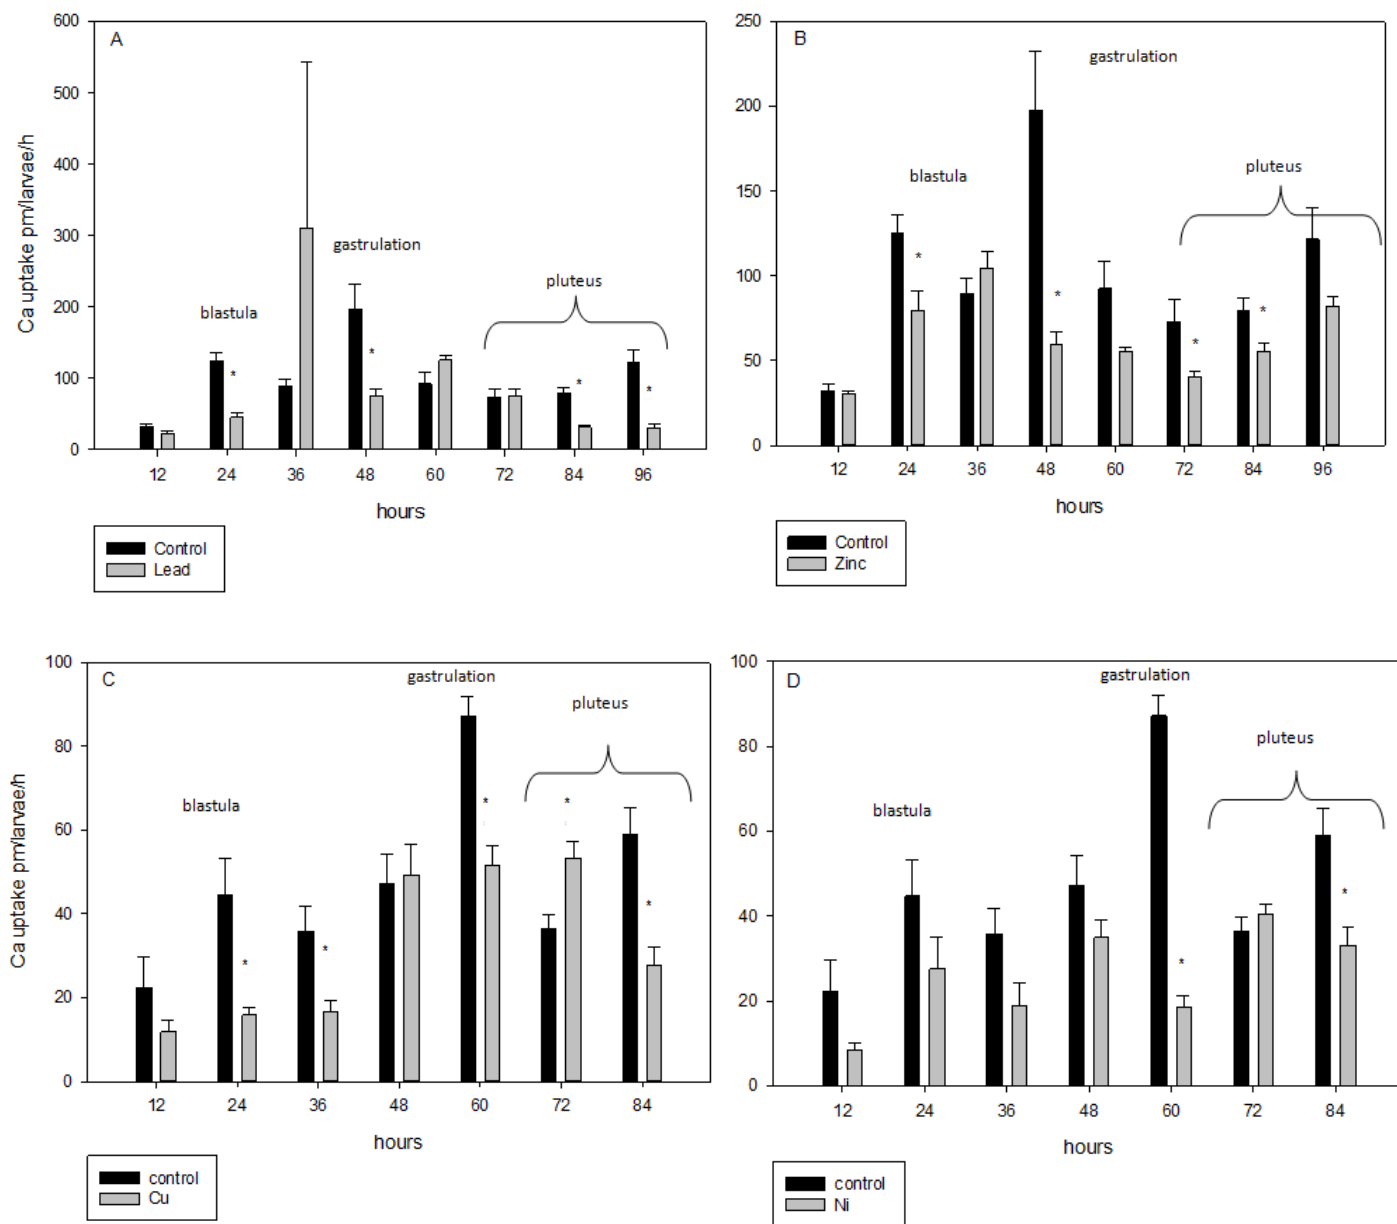 A
600
500
400
300
200
100
0
Ca uptake pm/larvae/h
blastula
gastrulation
pluteus
*
*
*
*
12 24 36 48 60 72 84 96
hours
Control
Lead
B
250
200
150
100
50
0
blastula
gastrulation
pluteus
*
*
*
*
12 24 36 48 60 72 84 96
hours
Control
Zinc
C
100
80
60
40
20
0
Ca uptake pm/larvae/h
blastula
gastrulation
pluteus
*
*
*
*
*
12 24 36 48 60 72 84
hours
control
Cu
D
100
80
60
40
20
0
blastula
gastrulation
pluteus
*
*
12 24 36 48 60 72 84
hours
control
Ni